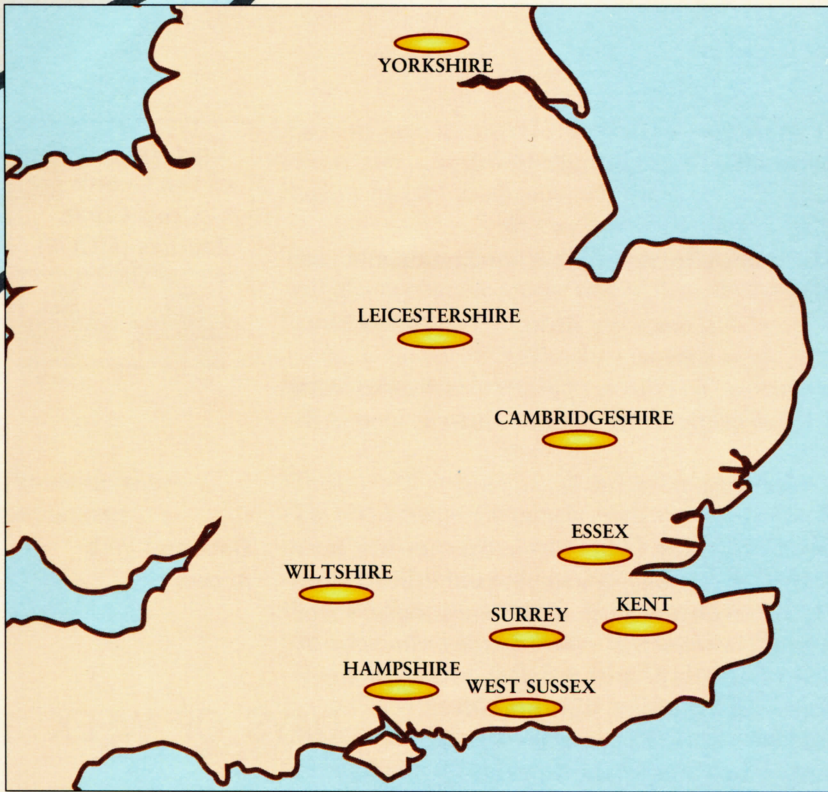 YORKSHIRE
LEICESTERSHIRE
CAMBRIDGESHIRE
ESSEX
WILTSHIRE
KENT
SURREY
HAMPSHIRE
WEST SUSSEX